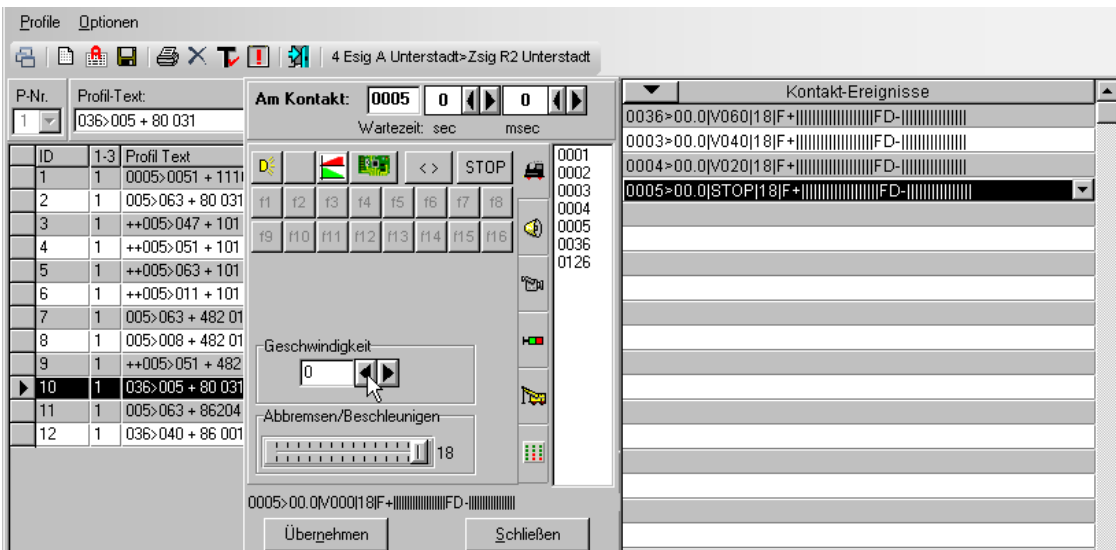 Profile Optionen
4 Esig A Unterstadt>Zsig R2 Unterstadt
P-Nr. Profil-Text:
1 036>005 + 80 031
ID 1-3 Profil Text
1 1 0005>0051 + 111
2 1 005>063 + 80 031
3 1 ++005>047 + 101
4 1 ++005>051 + 101
5 1 ++005>063 + 101
6 1 ++005>011 + 101
7 1 005>063 + 482 01
8 1 005>008 + 482 01
9 1 ++005>051 + 482
10 1 036>005 + 80 031
11 1 005>063 + 86204
12 1 036>040 + 86 001
Am Kontakt: 0005 0 0
Wartezeit: sec msec
< > STOP
f1 f2 f3 f4 f5 f6 f7 f8
f9 f10 f11 f12 f13 f14 f15 f16
0001
0002
0003
0004
0005
0036
0126
Geschwindigkeit
0
Abbremsen/Beschleunigen
18
0005>00.0|V000|18|F+||||||||||||||||||FD-|||||||||||||||
Übernehmen Schließen
Kontakt-Ereignisse
0036>00.0|V060|18|F+||||||||||||||||||FD-|||||||||||||||
0003>00.0|V040|18|F+||||||||||||||||||FD-|||||||||||||||
0004>00.0|V020|18|F+||||||||||||||||||FD-|||||||||||||||
0005>00.0|STOP|18|F+||||||||||||||||||FD-|||||||||||||||